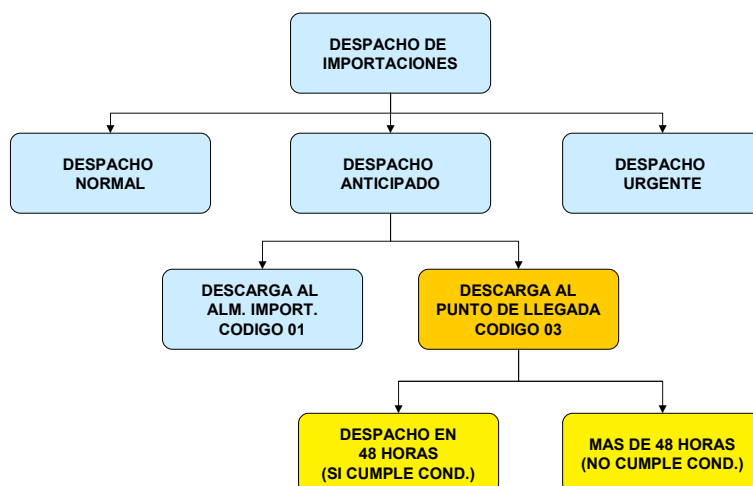 DESPACHO DE
IMPORTACIONES
DESPACHO
NORMAL
DESPACHO
ANTICIPADO
DESPACHO
URGENTE
DESCARGA AL
ALM. IMPORT.
CODIGO 01
DESCARGA AL
PUNTO DE LLEGADA
CODIGO 03
DESPACHO EN
48 HORAS
(SI CUMPLE COND.)
MAS DE 48 HORAS
(NO CUMPLE COND.)